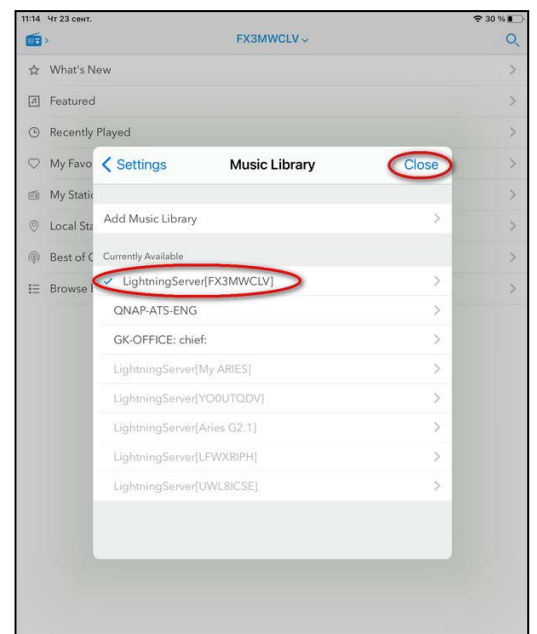 11:14 Чт 23 сент. 30 %
FX3MWCLV
What's New
Featured
Recently Played
My Favo
My Static
Local Sta
Best of C
Browse
Settings Music Library Close
Add Music Library
Currently Available
LightningServer[FX3MWCLV]
QNAP-ATS-ENG
GK-OFFICE: chief:
LightningServer[My ARIES]
LightningServer[YO0UTQDV]
LightningServer[Aries G2.1]
LightningServer[LFWXRIPH]
LightningServer[UWL8ICSE]